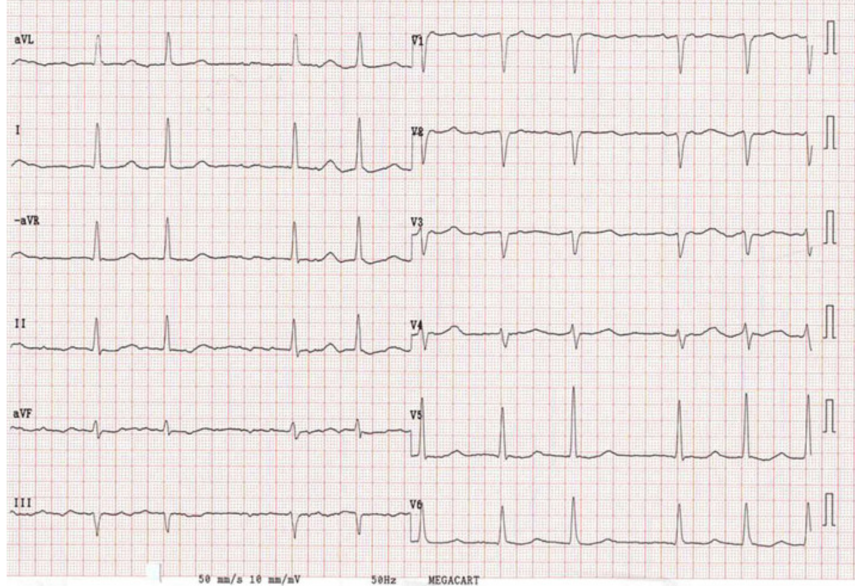 aVL V1
I V2
-aVR V3
II V4
aVF V5
III V6
50 mm/s 10 mm/mV 50Hz MEGACART